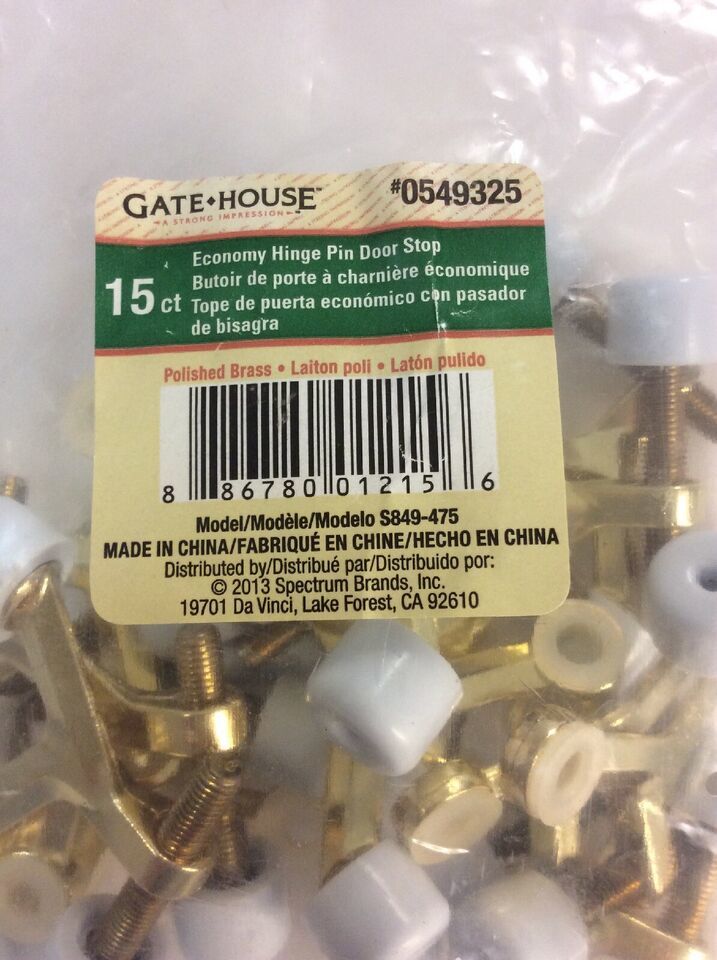 GATE◆HOUSE™
A STRONG IMPRESSION
#0549325
15 ct
Economy Hinge Pin Door Stop
Butoir de porte à charnière économique
Tope de puerta económico con pasador
de bisagra
Polished Brass • Laiton poli • Latón pulido
8 86780 01215 6
Model/Modèle/Modelo S849-475
MADE IN CHINA/FABRIQUÉ EN CHINE/HECHO EN CHINA
Distributed by/Distribué par/Distribuido por:
© 2013 Spectrum Brands, Inc.
19701 Da Vinci, Lake Forest, CA 92610